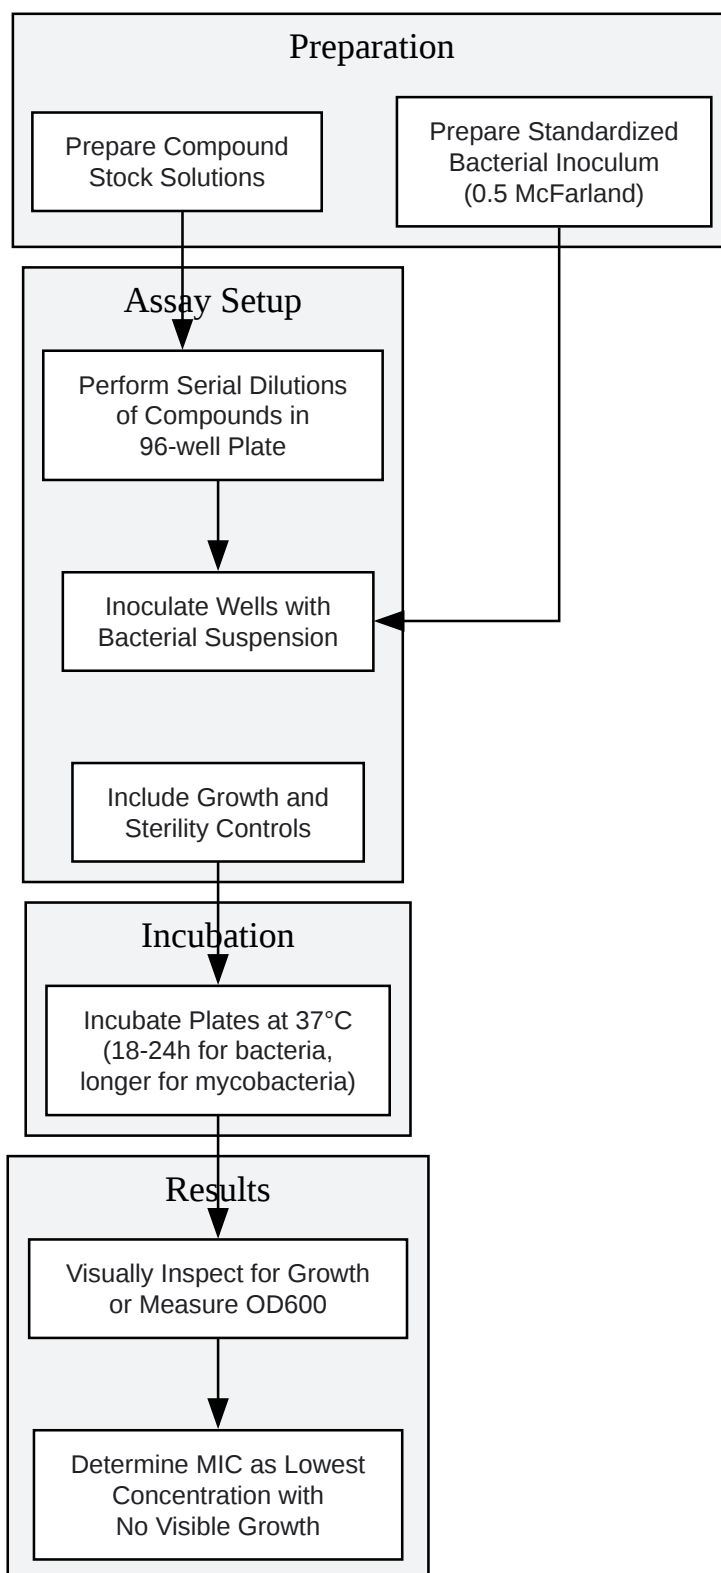 Preparation
Prepare Compound
Stock Solutions
Prepare Standardized
Bacterial Inoculum
(0.5 McFarland)
Assay Setup
Perform Serial Dilutions
of Compounds in
96-well Plate
Inoculate Wells with
Bacterial Suspension
Include Growth and
Sterility Controls
Incubation
Incubate Plates at 37°C
(18-24h for bacteria,
longer for mycobacteria)
Results
Visually Inspect for Growth
or Measure OD600
Determine MIC as Lowest
Concentration with
No Visible Growth